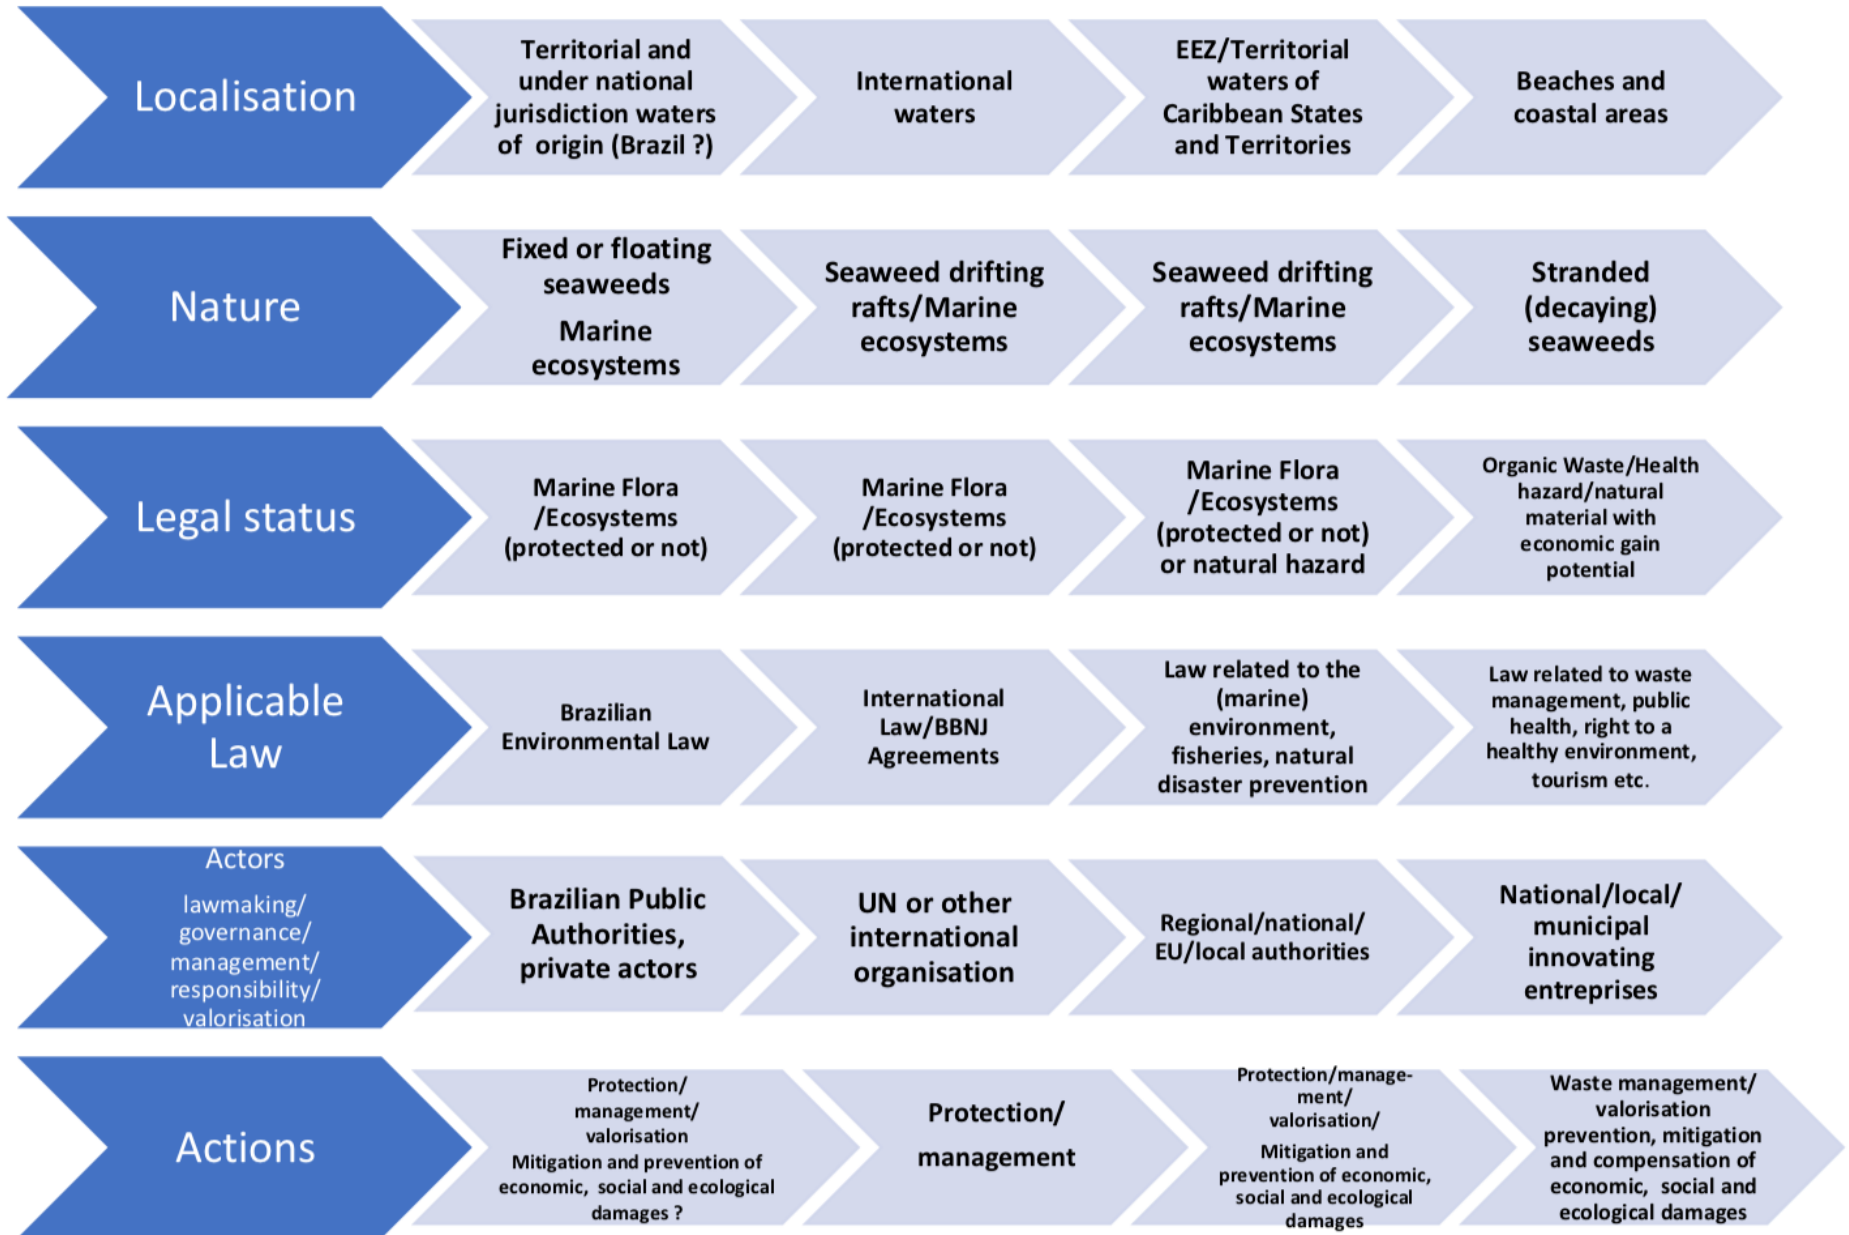 Localisation
Territorial and
under national
jurisdiction waters
of origin (Brazil ?)
International
waters
EEZ/Territorial
waters of
Caribbean States
and Territories
Beaches and
coastal areas
Nature
Fixed or floating
seaweeds
Marine
ecosystems
Seaweed drifting
rafts/Marine
ecosystems
Seaweed drifting
rafts/Marine
ecosystems
Stranded
(decaying)
seaweeds
Legal status
Marine Flora
/Ecosystems
(protected or not)
Marine Flora
/Ecosystems
(protected or not)
Marine Flora
/Ecosystems
(protected or not)
or natural hazard
Organic Waste/Health
hazard/natural
material with
economic gain
potential
Applicable
Law
Brazilian
Environmental Law
International
Law/BBNJ
Agreements
Law related to the
(marine)
environment,
fisheries, natural
disaster prevention
Law related to waste
management, public
health, right to a
healthy environment,
tourism etc.
Actors
lawmaking/
governance/
management/
responsibility/
valorisation
Brazilian Public
Authorities,
private actors
UN or other
international
organisation
Regional/national/
EU/local authorities
National/local/
municipal
innovating
entreprises
Actions
Protection/
management/
valorisation
Mitigation and prevention of
economic, social and ecological
damages ?
Protection/
management
Protection/manage-
ment/
valorisation/
Mitigation and
prevention of economic,
social and ecological
damages
Waste management/
valorisation
prevention, mitigation
and compensation of
economic, social and
ecological damages